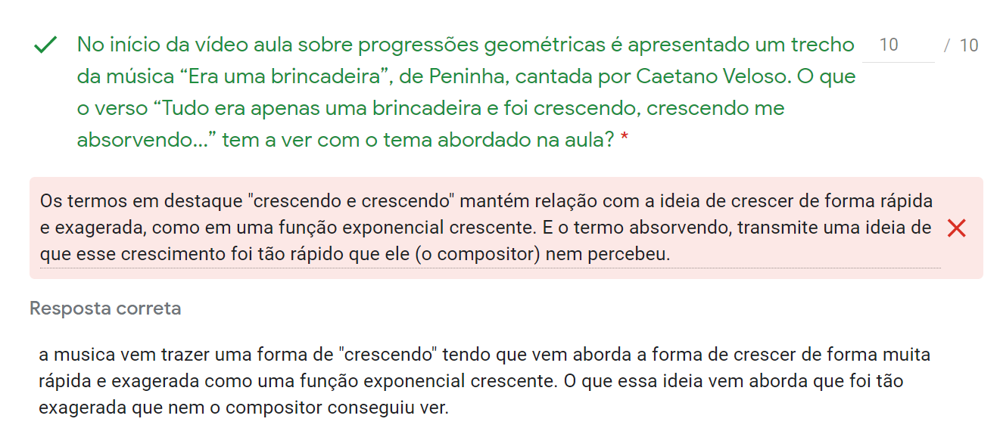 No início da vídeo aula sobre progressões geométricas é apresentado um trecho 10 / 10
da música “Era uma brincadeira”, de Peninha, cantada por Caetano Veloso. O que
o verso “Tudo era apenas uma brincadeira e foi crescendo, crescendo me
absorvendo...” tem a ver com o tema abordado na aula? *
Os termos em destaque "crescendo e crescendo" mantém relação com a ideia de crescer de forma rápida
e exagerada, como em uma função exponencial crescente. E o termo absorvendo, transmite uma ideia de
que esse crescimento foi tão rápido que ele (o compositor) nem percebeu.
Resposta correta
a musica vem trazer uma forma de "crescendo" tendo que vem aborda a forma de crescer de forma muita
rápida e exagerada como uma função exponencial crescente. O que essa ideia vem aborda que foi tão
exagerada que nem o compositor conseguiu ver.